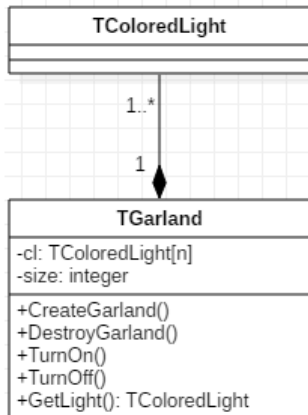 TColoredLight
1..*
1
TGarland
-cl: TColoredLight[n]
-size: integer
+CreateGarland()
+DestroyGarland()
+TurnOn()
+TurnOff()
+GetLight(): TColoredLight